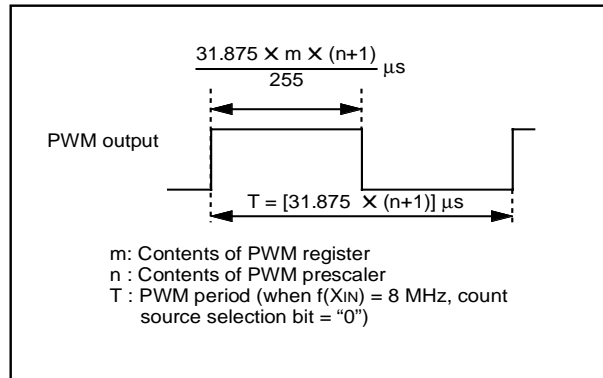 31.875 × m × (n+1)
255
μs
PWM output
T = [31.875 × (n+1)] μs
m: Contents of PWM register
n : Contents of PWM prescaler
T : PWM period (when f(XIN) = 8 MHz, count
source selection bit = “0”)